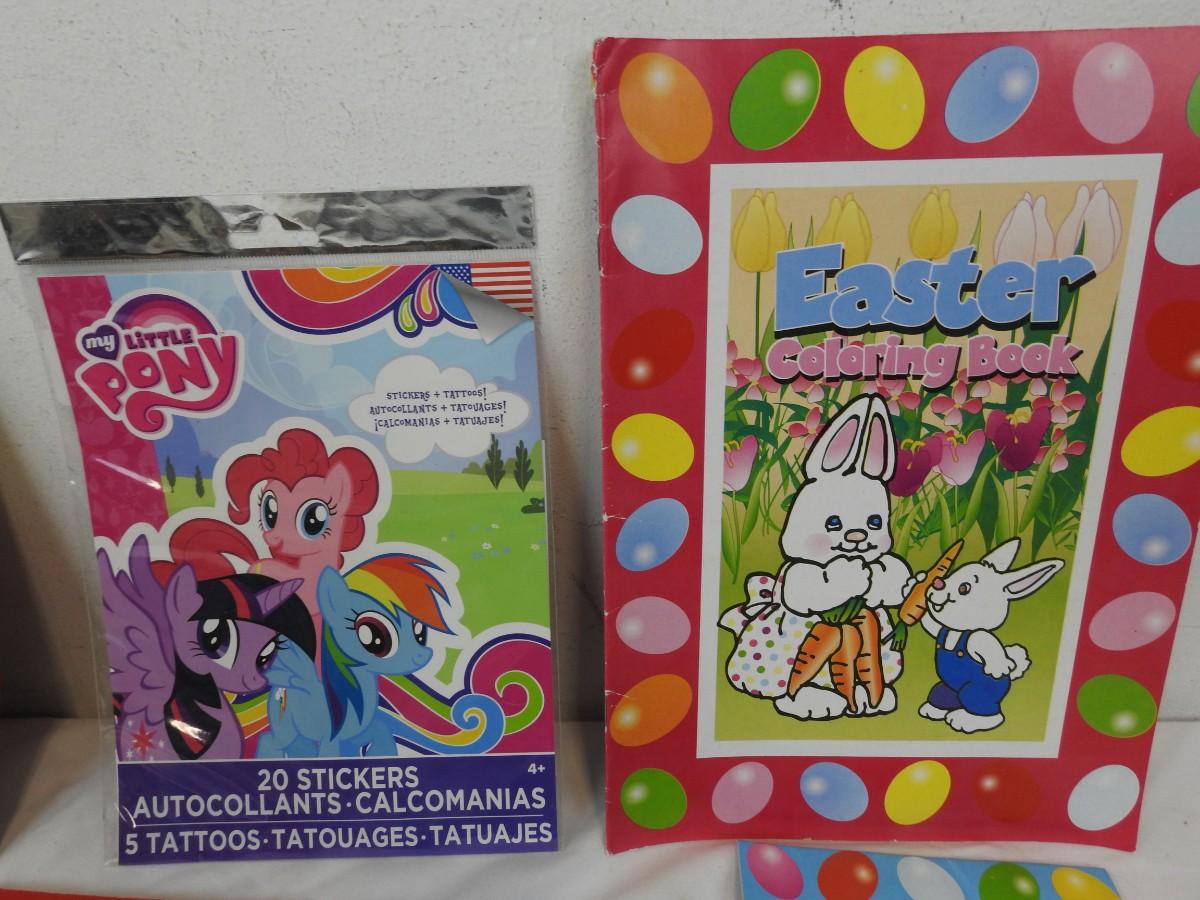 my LiTTLE
PONY
STICKERS + TATTOOS!
AUTOCOLLANTS + TATOUAGES!
¡CALCOMANIAS + TATUAJES!
20 STICKERS
4+
AUTOCOLLANTS · CALCOMANIAS
5 TATTOOS · TATOUAGES · TATUAJES
Easter
Coloring Book